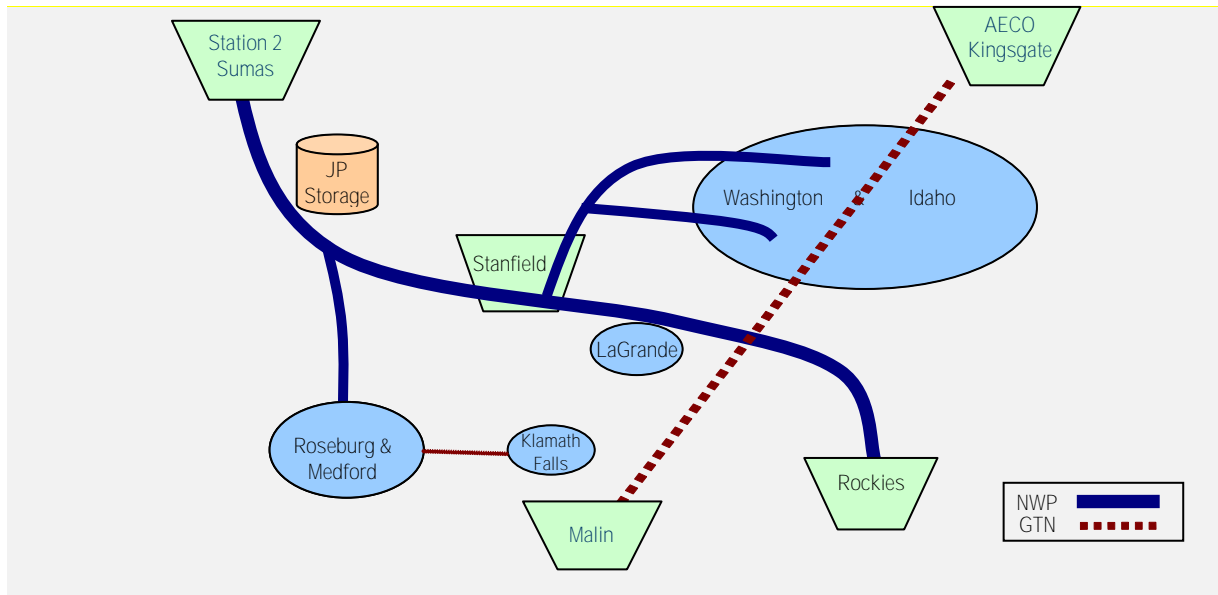 Station 2
Sumas
AECO
Kingsgate
JP
Storage
Washington & Idaho
Stanfield
LaGrande
Roseburg &
Medford
Klamath
Falls
Rockies
Malin
NWP
GTN